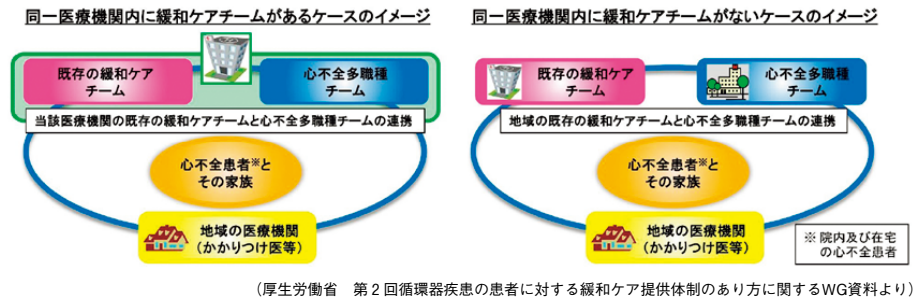 同一医療機関内に緩和ケアチームがあるケースのイメージ
既存の緩和ケア
チーム
心不全多職種
チーム
当該医療機関の既存の緩和ケアチームと心不全多職種チームの連携
心不全患者※と
その家族
地域の医療機関
(かかりつけ医等)
同一医療機関内に緩和ケアチームがないケースのイメージ
既存の緩和ケア
チーム
心不全多職種
チーム
地域の既存の緩和ケアチームと心不全多職種チームの連携
心不全患者※と
その家族
地域の医療機関
(かかりつけ医等)
※ 院内及び在宅
の心不全患者
(厚生労働省　第2回循環器疾患の患者に対する緩和ケア提供体制のあり方に関するWG資料より)